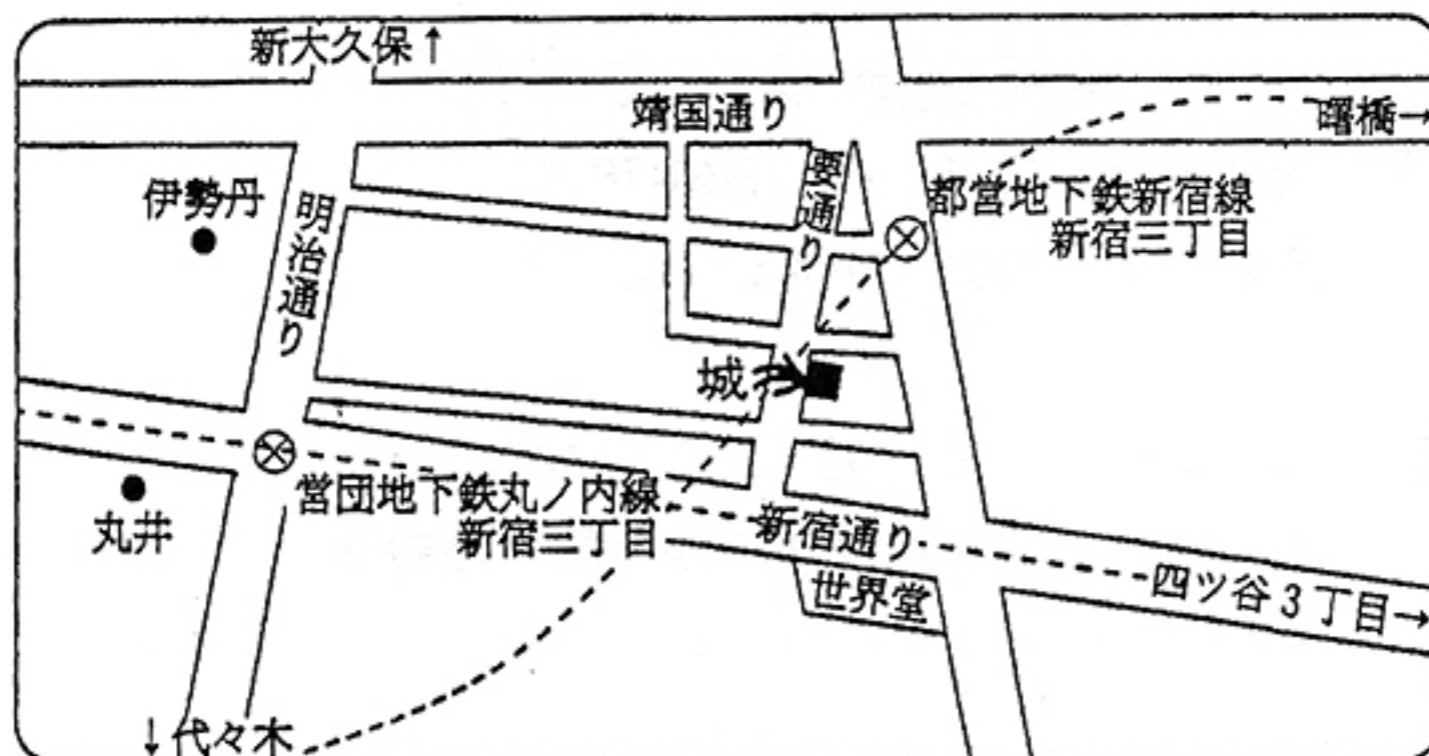 新大久保↑
靖国通り
曙橋→
要通り
伊勢丹
明治通り
都営地下鉄新宿線
新宿三丁目
城
営団地下鉄丸ノ内線
新宿三丁目
丸井
新宿通り
世界堂
四ツ谷3丁目→
↓代々木